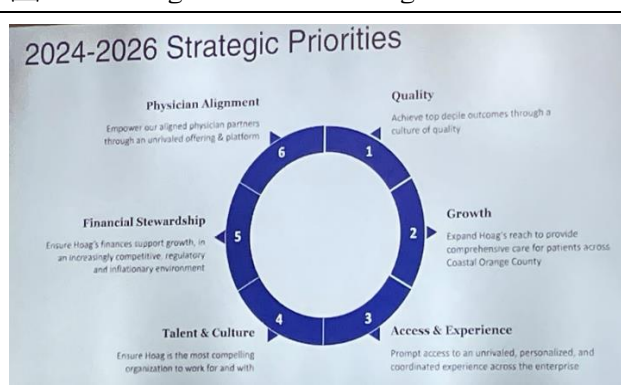 2024-2026 Strategic Priorities
Quality
Achieve top decile outcomes through a
culture of quality
1
Growth
Expand Hoag's reach to provide
comprehensive care for patients across
Coastal Orange County
2
Access & Experience
Prompt access to an unrivaled, personalized, and
coordinated experience across the enterprise
3
Talent & Culture
Ensure Hoag is the most compelling
organization to work for and with
4
Financial Stewardship
Ensure Hoag's finances support growth, in
an increasingly competitive, regulatory
and inflationary environment
5
Physician Alignment
Empower our aligned physician partners
through an unrivaled offering & platform
6